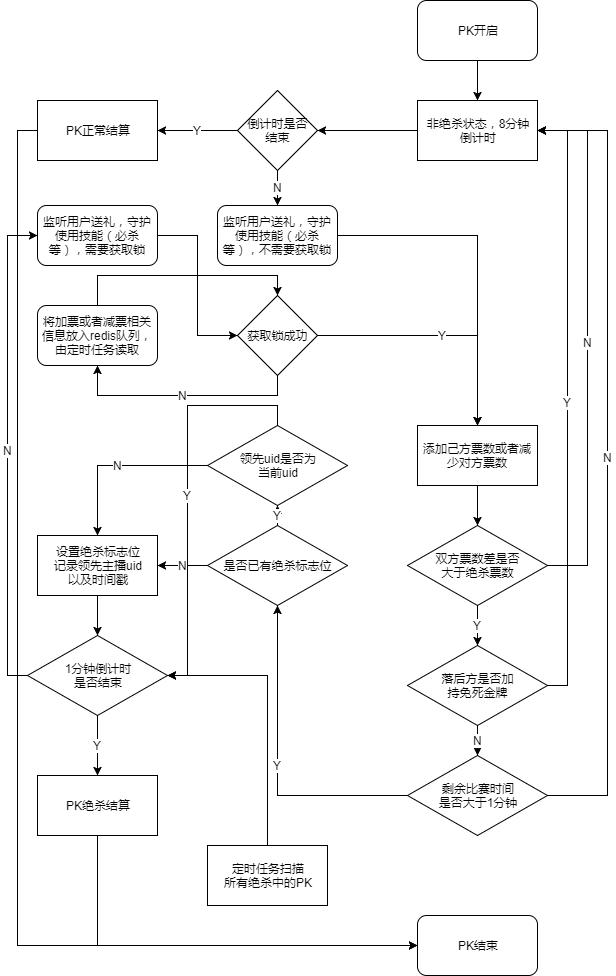 PK开启
PK正常结算
Y
倒计时是否
结束
非绝杀状态，8分钟
倒计时
N
监听用户送礼，守护
使用技能（必杀
等），需要获取锁
监听用户送礼，守护
使用技能（必杀
等），不需要获取锁
将加票或者减票相关
信息放入redis队列，
由定时任务读取
获取锁成功
Y
N
N
Y
N
添加己方票数或者减
少对方票数
领先uid是否为
当前uid
N
N
Y
Y
设置绝杀标志位
记录领先主播uid
以及时间戳
N
是否已有绝杀标志位
双方票数差是否
大于绝杀票数
Y
1分钟倒计时
是否结束
落后方是否加
持免死金牌
Y
N
Y
PK绝杀结算
剩余比赛时间
是否大于1分钟
定时任务扫描
所有绝杀中的PK
PK结束